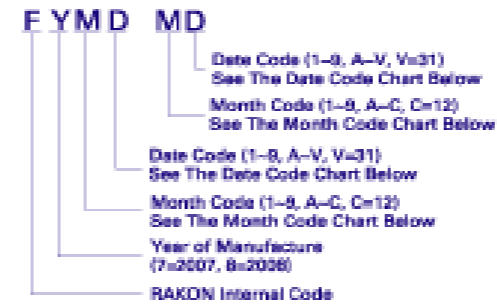 F Y M D M D
Date Code (1–9, A–V, V=31)
See The Date Code Chart Below
Month Code (1–9, A–C, C=12)
See The Month Code Chart Below
Date Code (1–9, A–V, V=31)
See The Date Code Chart Below
Month Code (1–9, A–C, C=12)
See The Month Code Chart Below
Year of Manufacture
(7=2007, 8=2008)
RAKON Internal Code